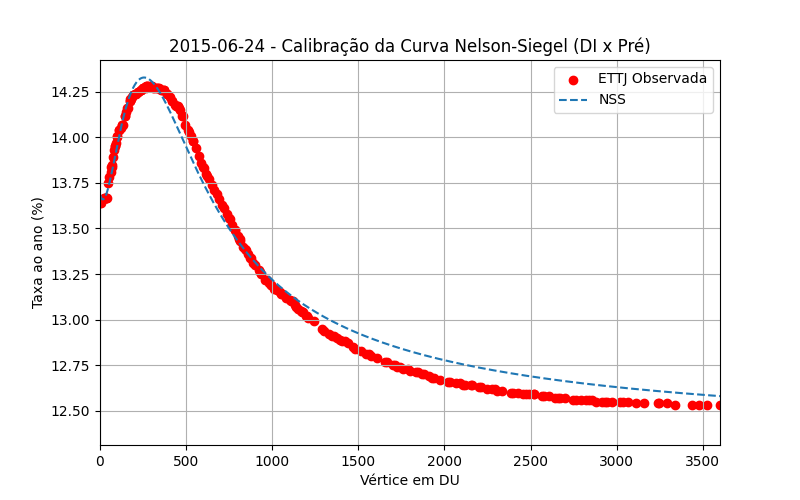 2015-06-24 - Calibração da Curva Nelson-Siegel (DI x Pré)
ETTJ Observada
NSS
Taxa ao ano (%)
14.25
14.00
13.75
13.50
13.25
13.00
12.75
12.50
0 500 1000 1500 2000 2500 3000 3500
Vértice em DU